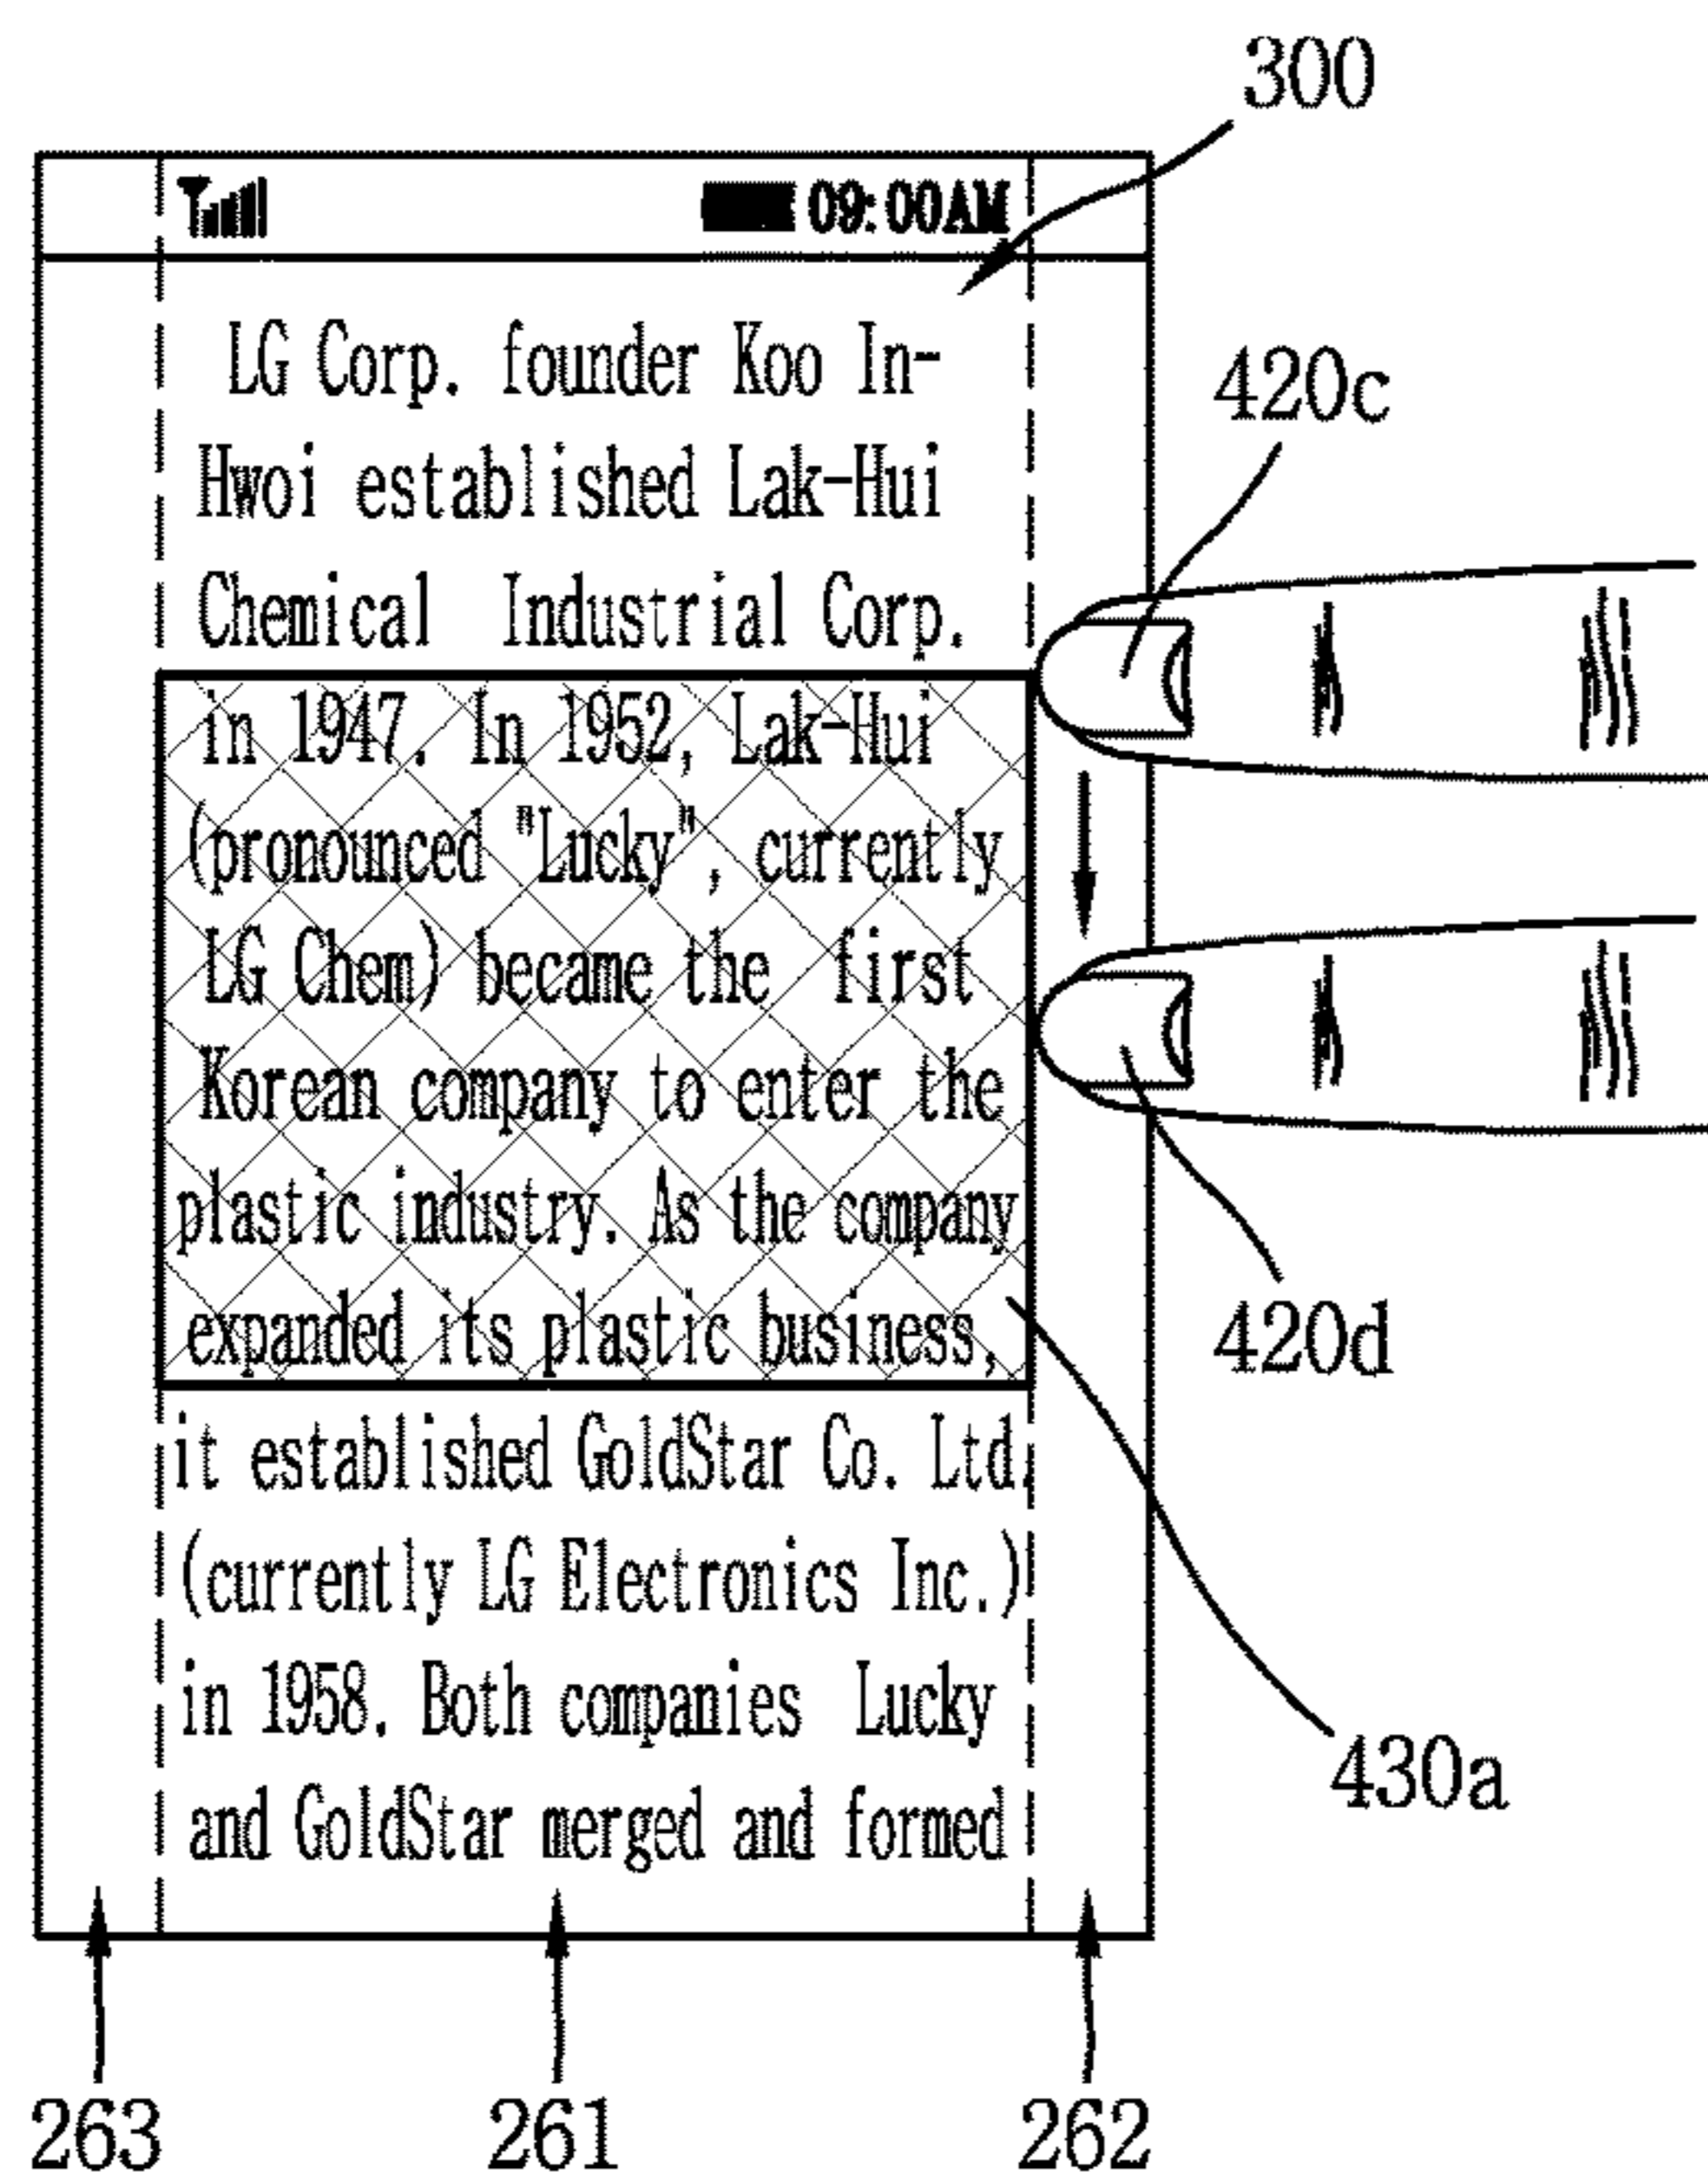 300
09:00AM
LG Corp. founder Koo In-
Hwoi established Lak-Hui
Chemical Industrial Corp.
in 1947. In 1952, Lak-Hui
(pronounced "Lucky", currently
LG Chem) became the first
Korean company to enter the
plastic industry. As the company
expanded its plastic business,
it established GoldStar Co. Ltd.
(currently LG Electronics Inc.)
in 1958. Both companies Lucky
and GoldStar merged and formed
420c
420d
430a
263 261 262